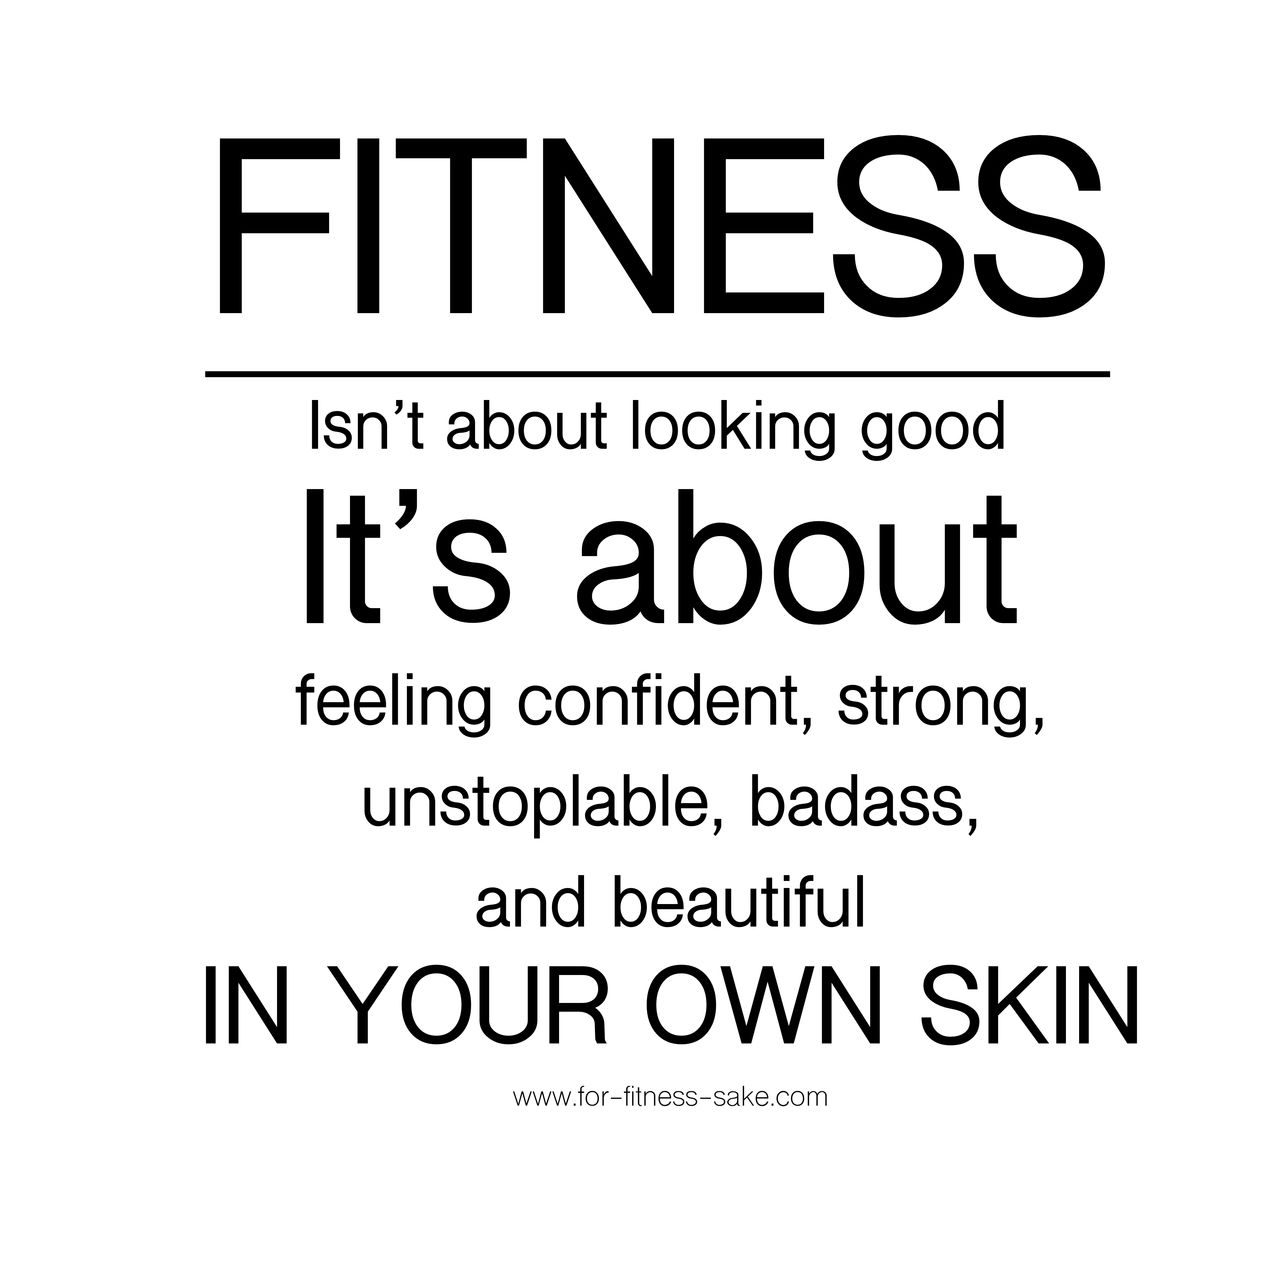 FITNESS
Isn’t about looking good
It’s about
feeling confident, strong,
unstoplable, badass,
and beautiful
IN YOUR OWN SKIN
www.for-fitness-sake.com